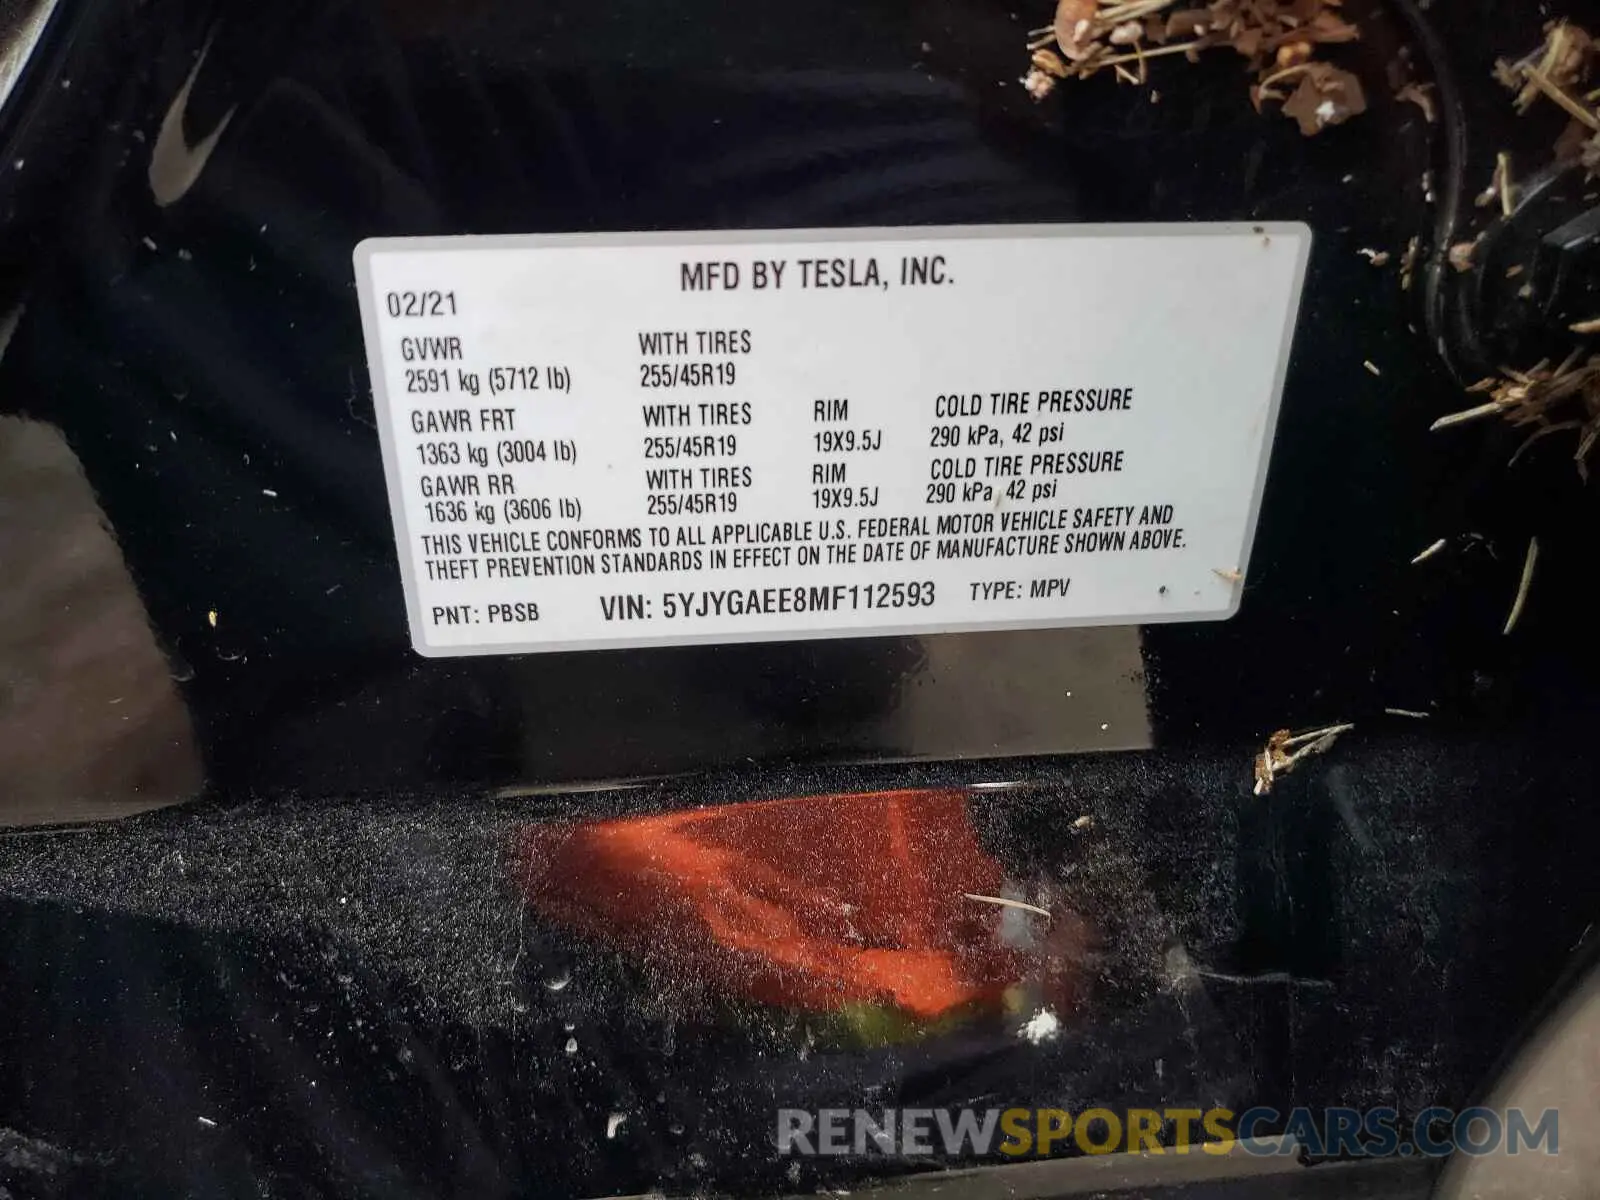 MFD BY TESLA, INC.
02/21
GVWR WITH TIRES
2591 kg (5712 lb) 255/45R19
GAWR FRT WITH TIRES RIM COLD TIRE PRESSURE
1363 kg (3004 lb) 255/45R19 19X9.5J 290 kPa, 42 psi
GAWR RR WITH TIRES RIM COLD TIRE PRESSURE
1636 kg (3606 lb) 255/45R19 19X9.5J 290 kPa, 42 psi
THIS VEHICLE CONFORMS TO ALL APPLICABLE U.S. FEDERAL MOTOR VEHICLE SAFETY AND
THEFT PREVENTION STANDARDS IN EFFECT ON THE DATE OF MANUFACTURE SHOWN ABOVE.
PNT: PBSB VIN: 5YJYGAEE8MF112593 TYPE: MPV
RENEWSPORTSCARS.COM